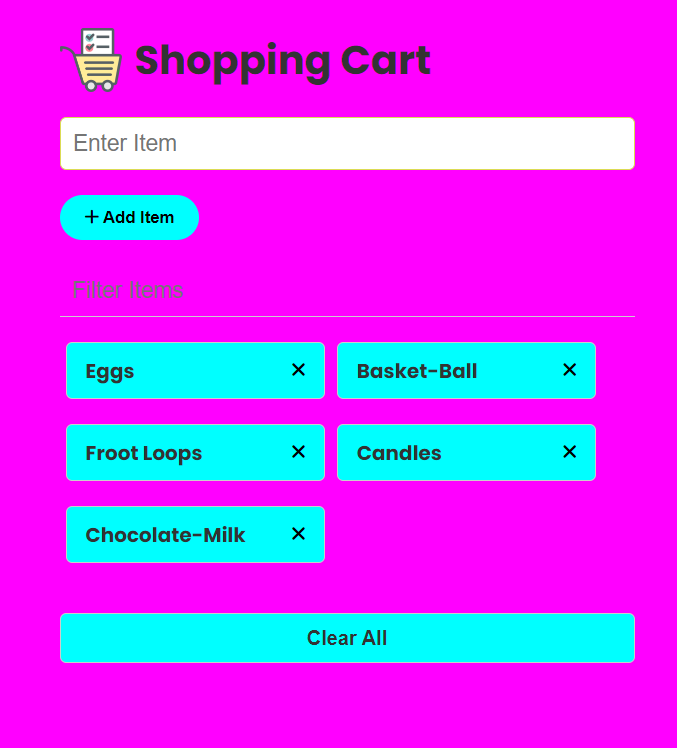 Shopping Cart
Enter Item
+ Add Item
Filter Items
Eggs ✕ Basket-Ball ✕
Froot Loops ✕ Candles ✕
Chocolate-Milk ✕
Clear All